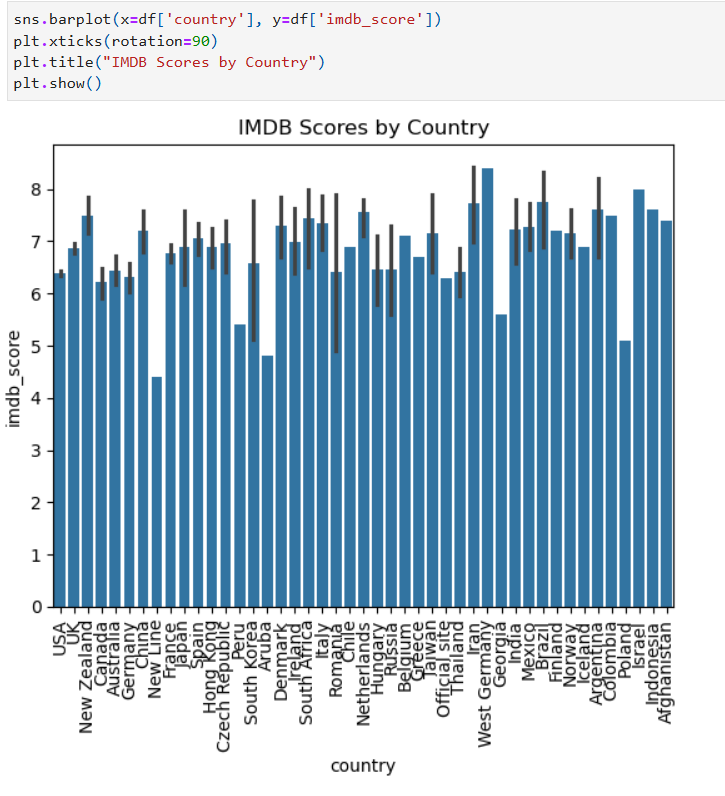 sns.barplot(x=df['country'], y=df['imdb_score'])
plt.xticks(rotation=90)
plt.title("IMDB Scores by Country")
plt.show()
IMDB Scores by Country
8
7
6
5
4
3
2
1
0
imdb_score
USA
UK
New Zealand
Canada
Australia
Germany
China
New Line
France
Japan
Spain
Hong Kong
Czech Republic
Peru
South Korea
Aruba
Denmark
Ireland
South Africa
Italy
Romania
Chile
Netherlands
Hungary
Russia
Belgium
Greece
Taiwan
Official site
Thailand
Iran
West Germany
Georgia
India
Mexico
Brazil
Finland
Norway
Iceland
Argentina
Colombia
Poland
Israel
Indonesia
Afghanistan
country